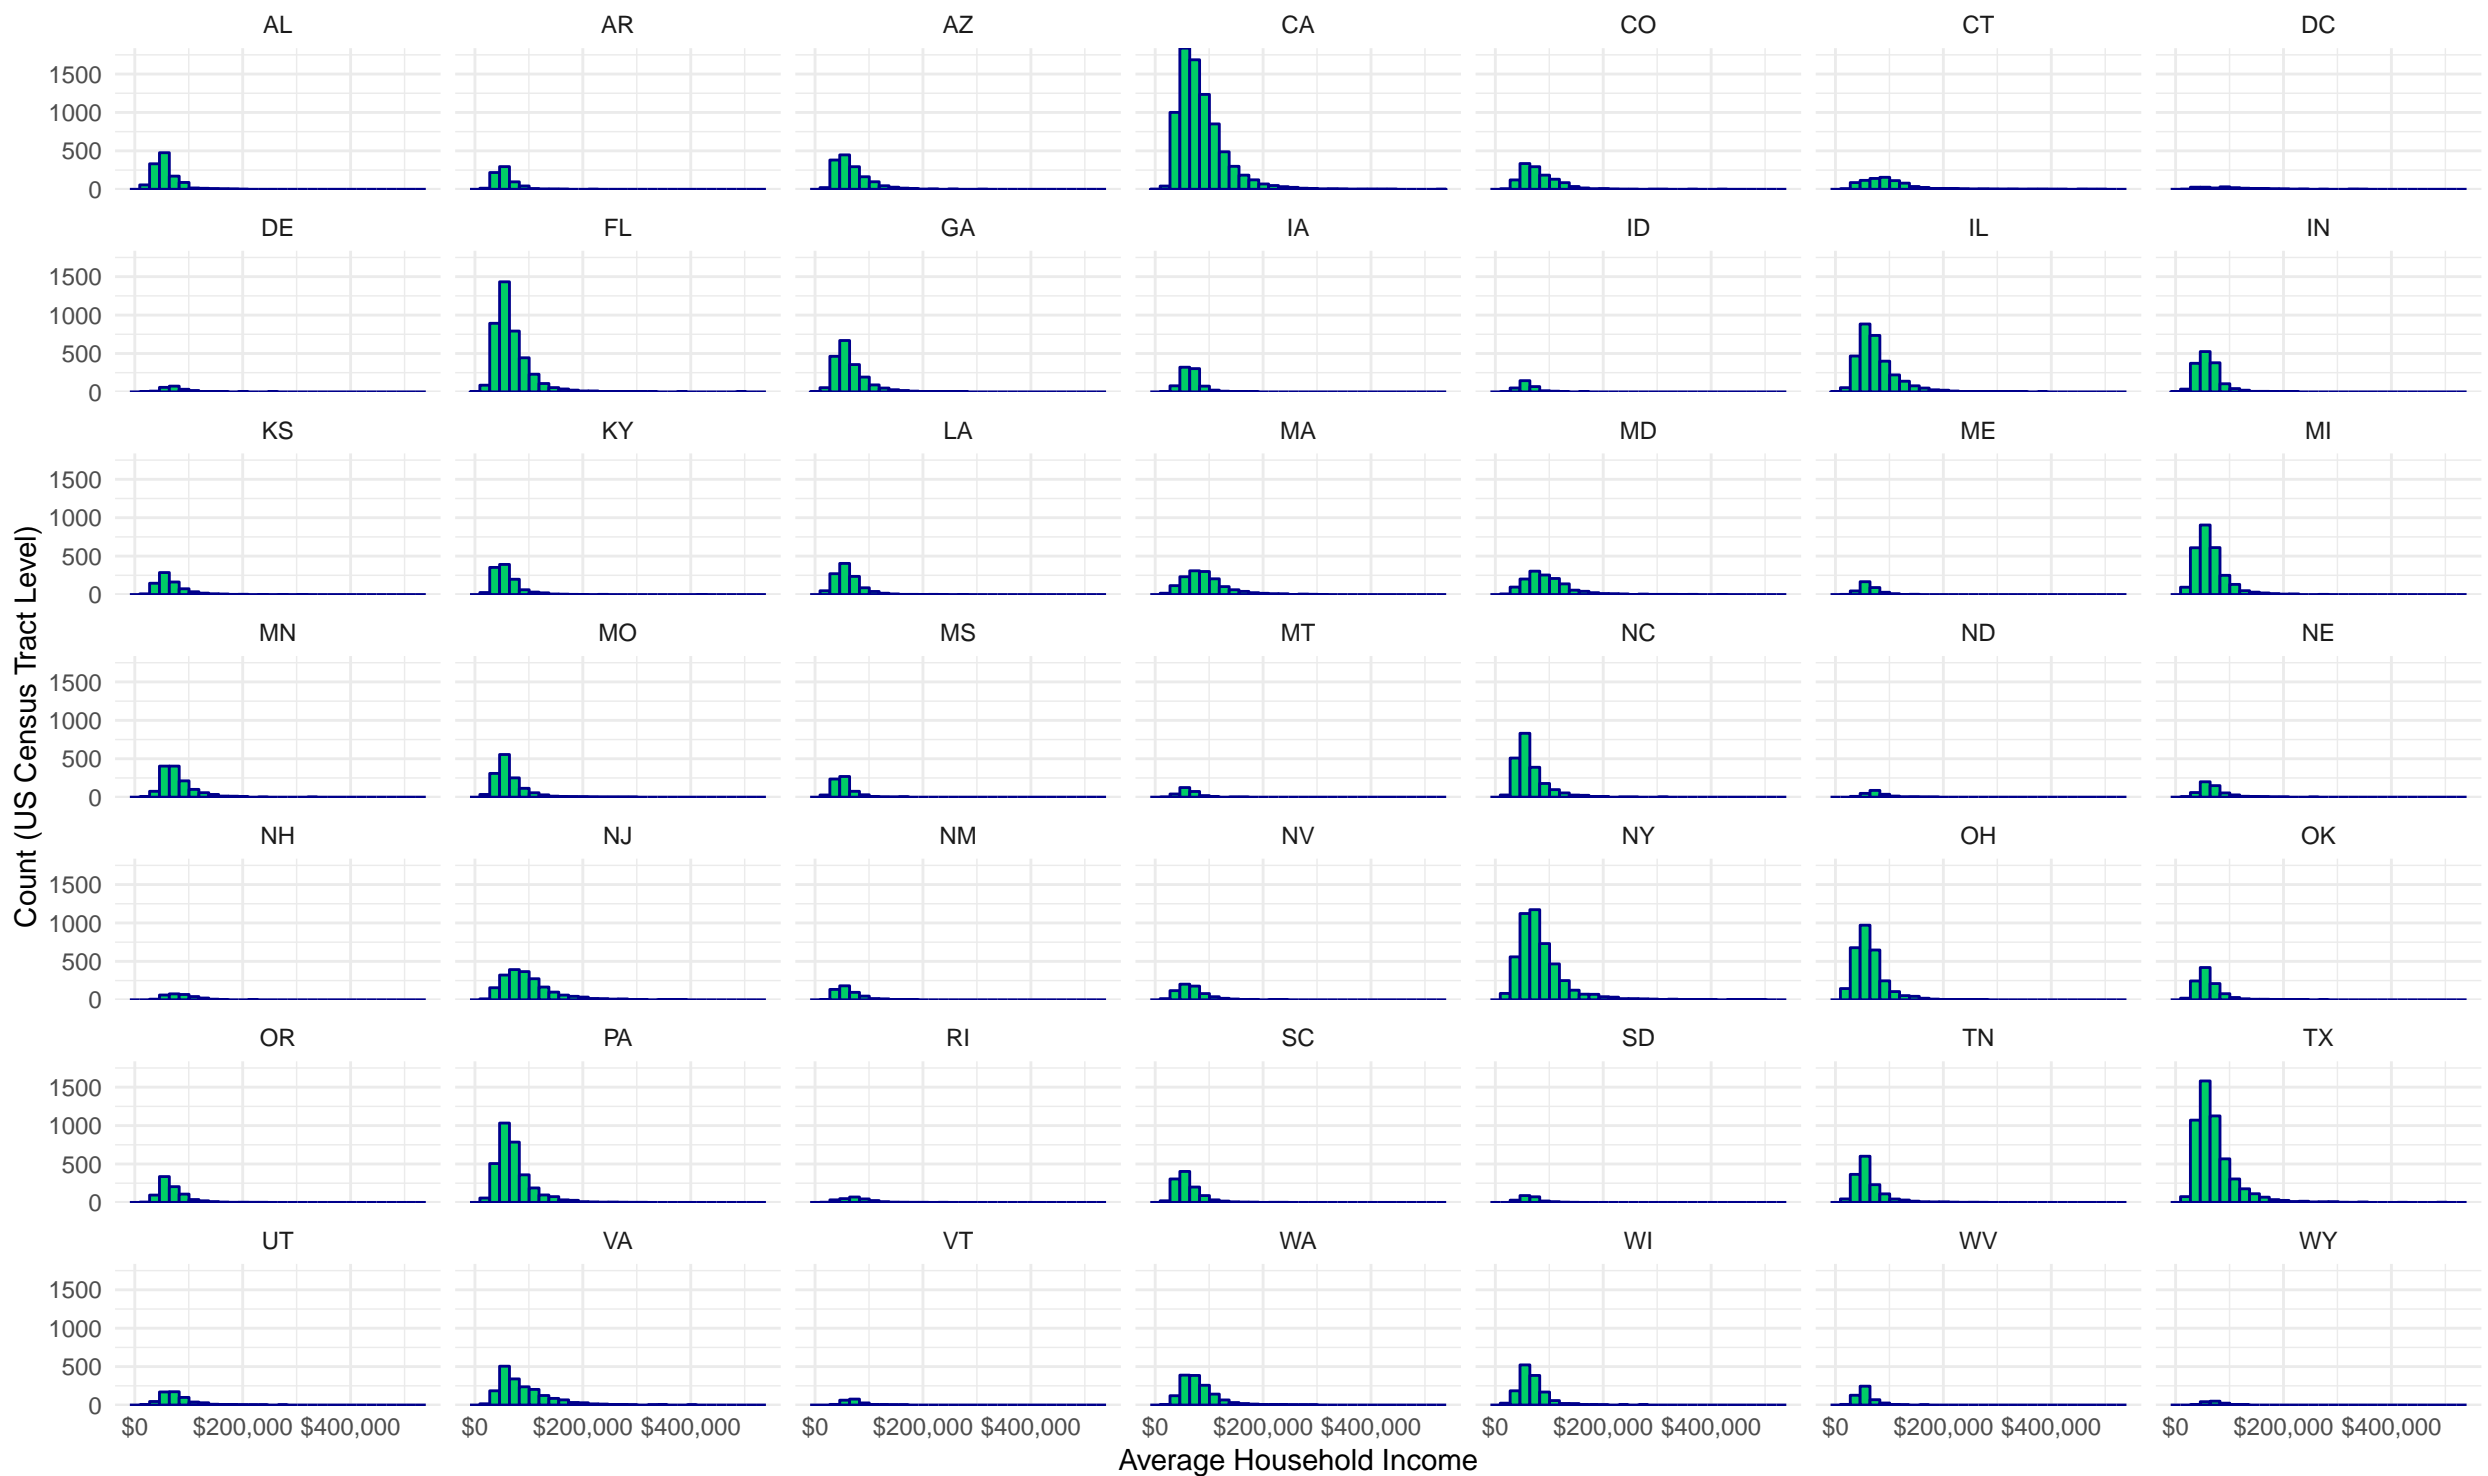 AL AR AZ CA CO CT DC
1500
1000
500
0
DE FL GA IA ID IL IN
1500
1000
500
0
KS KY LA MA MD ME MI
1500
1000
500
0
MN MO MS MT NC ND NE
1500
1000
500
0
NH NJ NM NV NY OH OK
1500
1000
500
0
OR PA RI SC SD TN TX
1500
1000
500
0
UT VA VT WA WI WV WY
1500
1000
500
0
$0 $200,000 $400,000 $0 $200,000 $400,000 $0 $200,000 $400,000 $0 $200,000 $400,000 $0 $200,000 $400,000 $0 $200,000 $400,000 $0 $200,000 $400,000
Average Household Income
Count (US Census Tract Level)